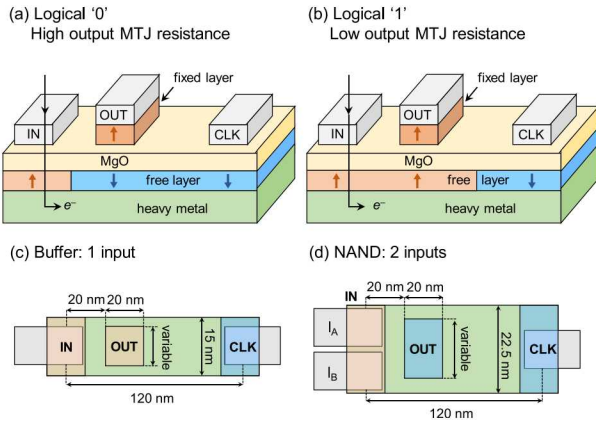 (a) Logical ‘0’
High output MTJ resistance
fixed layer
OUT
IN
CLK
MgO
free layer
e⁻
heavy metal
(b) Logical ‘1’
Low output MTJ resistance
fixed layer
OUT
IN
CLK
MgO
free layer
e⁻
heavy metal
(c) Buffer: 1 input
20 nm 20 nm
IN
OUT
variable
15 nm
CLK
120 nm
(d) NAND: 2 inputs
20 nm 20 nm
IN
I_A
I_B
OUT
variable
22.5 nm
CLK
120 nm